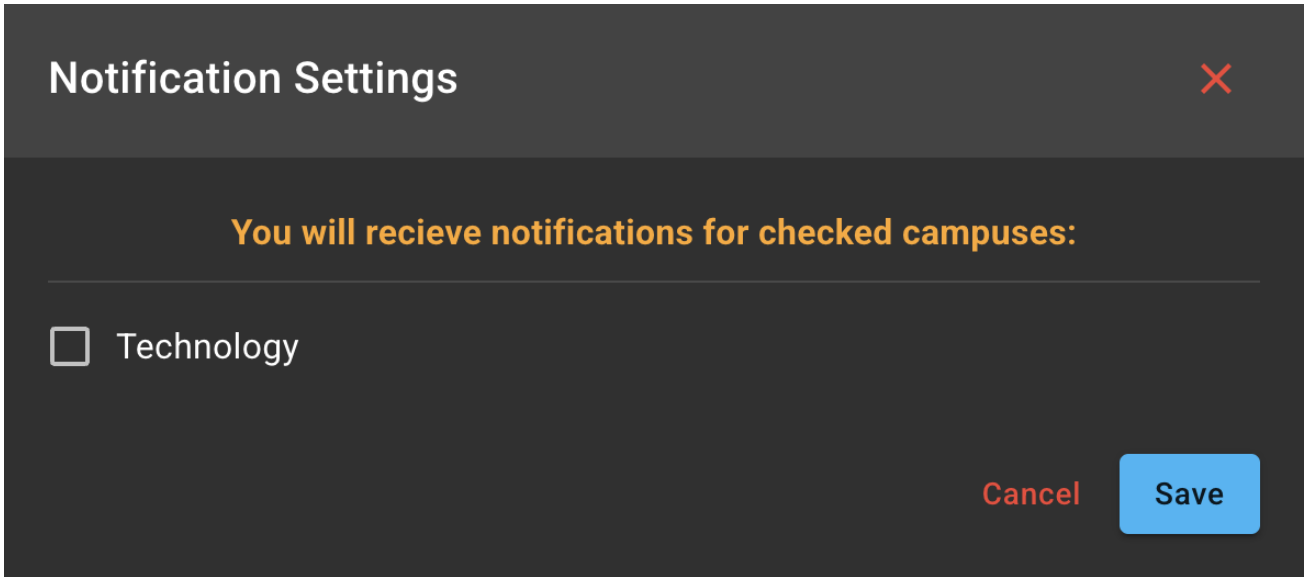 Notification Settings
You will recieve notifications for checked campuses:
Technology
Cancel Save